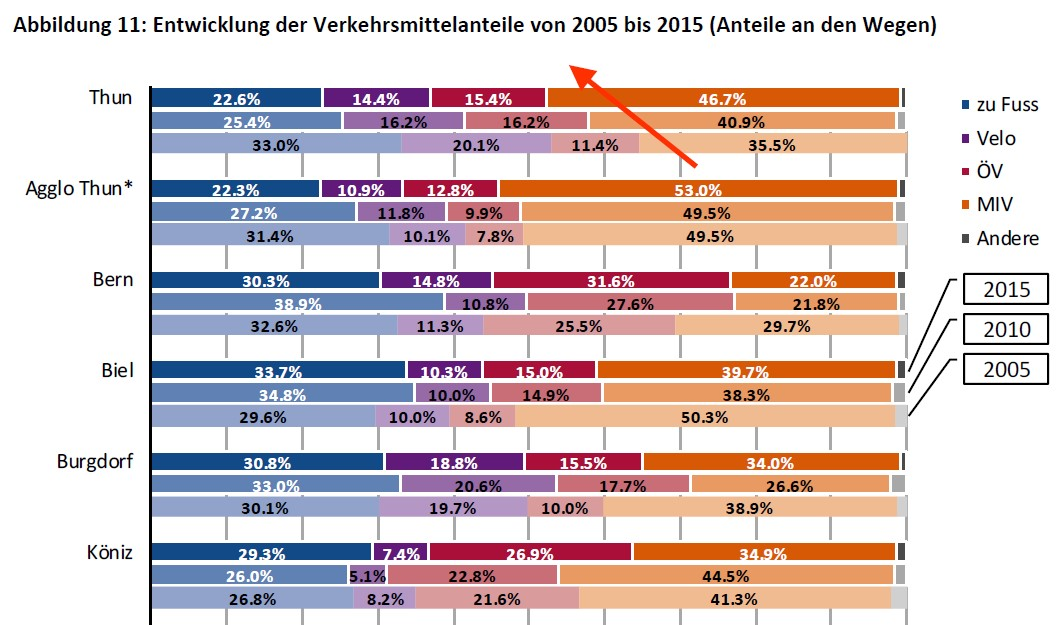 Abbildung 11: Entwicklung der Verkehrsmittelanteile von 2005 bis 2015 (Anteile an den Wegen)
Thun 22.6% 14.4% 15.4% 46.7%
25.4% 16.2% 16.2% 40.9%
33.0% 20.1% 11.4% 35.5%
Agglo Thun* 22.3% 10.9% 12.8% 53.0%
27.2% 11.8% 9.9% 49.5%
31.4% 10.1% 7.8% 49.5%
Bern 30.3% 14.8% 31.6% 22.0%
38.9% 10.8% 27.6% 21.8%
32.6% 11.3% 25.5% 29.7%
Biel 33.7% 10.3% 15.0% 39.7%
34.8% 10.0% 14.9% 38.3%
29.6% 10.0% 8.6% 50.3%
Burgdorf 30.8% 18.8% 15.5% 34.0%
33.0% 20.6% 17.7% 26.6%
30.1% 19.7% 10.0% 38.9%
Köniz 29.3% 7.4% 26.9% 34.9%
26.0% 5.1% 22.8% 44.5%
26.8% 8.2% 21.6% 41.3%
zu Fuss
Velo
ÖV
MIV
Andere
2015
2010
2005